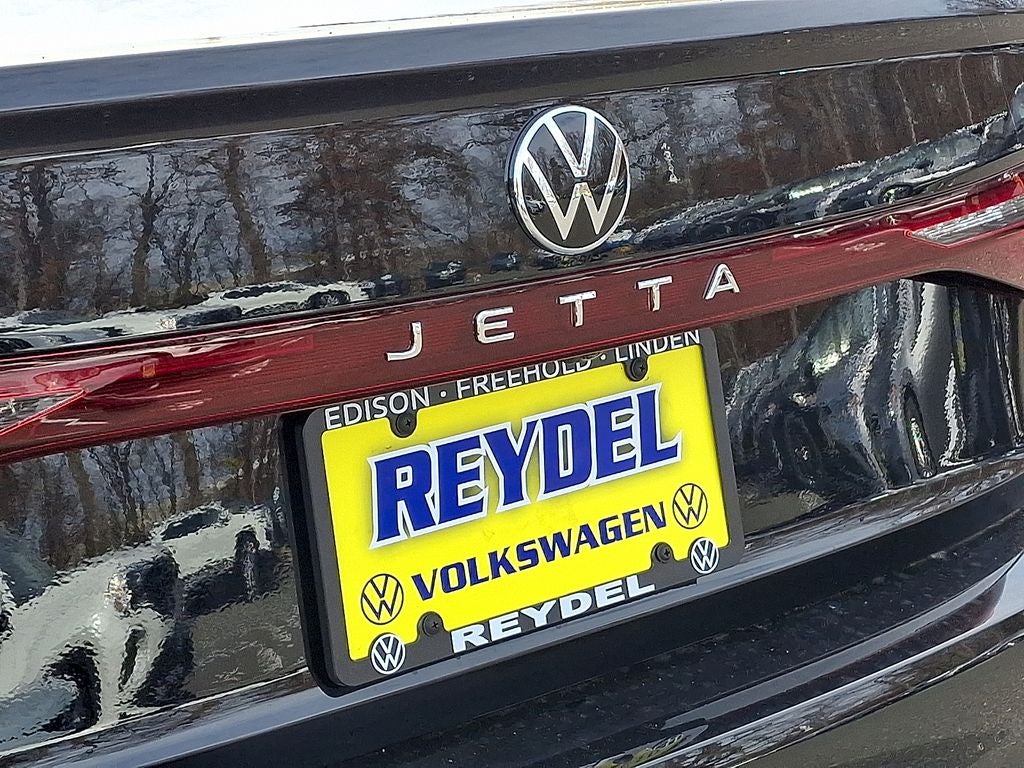 JETTA
EDISON · FREEHOLD · LINDEN
REYDEL
VOLKSWAGEN
REYDEL